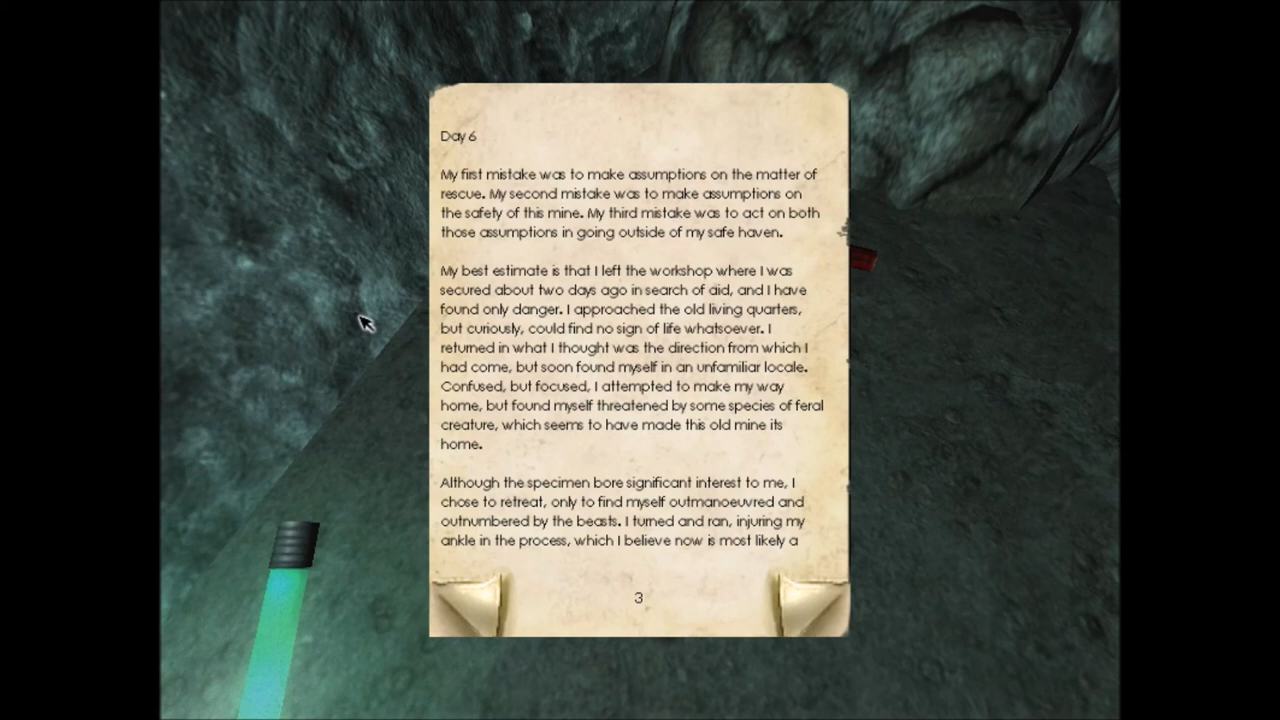 Day 6
My first mistake was to make assumptions on the matter of
rescue. My second mistake was to make assumptions on
the safety of this mine. My third mistake was to act on both
those assumptions in going outside of my safe haven.
My best estimate is that I left the workshop where I was
secured about two days ago in search of aid, and I have
found only danger. I approached the old living quarters,
but curiously, could find no sign of life whatsoever. I
returned in what I thought was the direction from which I
had come, but soon found myself in an unfamiliar locale.
Confused, but focused, I attempted to make my way
home, but found myself threatened by some species of feral
creature, which seems to have made this old mine its
home.
Although the specimen bore significant interest to me, I
chose to retreat, only to find myself outmanoeuvred and
outnumbered by the beasts. I turned and ran, injuring my
ankle in the process, which I believe now is most likely a
3